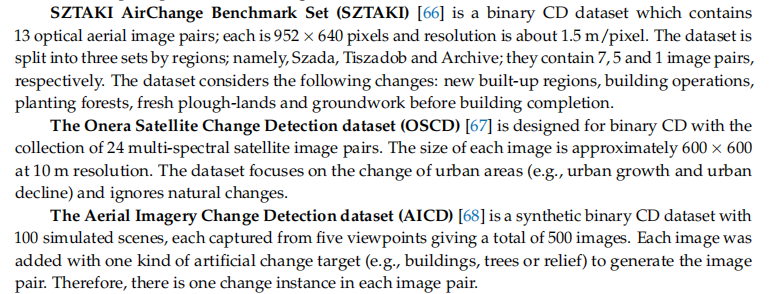 SZTAKI AirChange Benchmark Set (SZTAKI) [66] is a binary CD dataset which contains
13 optical aerial image pairs; each is 952 × 640 pixels and resolution is about 1.5 m/pixel. The dataset is
split into three sets by regions; namely, Szada, Tiszadob and Archive; they contain 7, 5 and 1 image pairs,
respectively. The dataset considers the following changes: new built-up regions, building operations,
planting forests, fresh plough-lands and groundwork before building completion.
The Onera Satellite Change Detection dataset (OSCD) [67] is designed for binary CD with the
collection of 24 multi-spectral satellite image pairs. The size of each image is approximately 600 × 600
at 10 m resolution. The dataset focuses on the change of urban areas (e.g., urban growth and urban
decline) and ignores natural changes.
The Aerial Imagery Change Detection dataset (AICD) [68] is a synthetic binary CD dataset with
100 simulated scenes, each captured from five viewpoints giving a total of 500 images. Each image was
added with one kind of artificial change target (e.g., buildings, trees or relief) to generate the image
pair. Therefore, there is one change instance in each image pair.